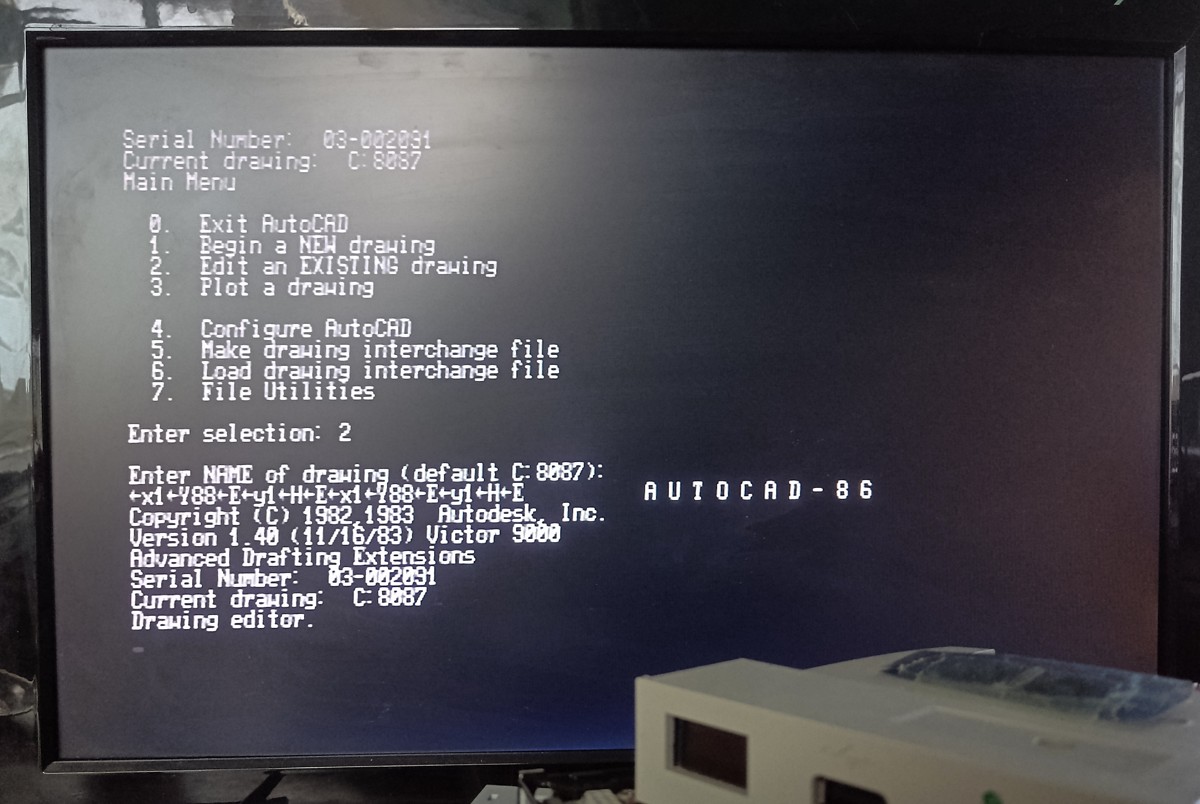 Serial Number:  03-002091
Current drawing:  C:8087
Main Menu
0.  Exit AutoCAD
1.  Begin a NEW drawing
2.  Edit an EXISTING drawing
3.  Plot a drawing
4.  Configure AutoCAD
5.  Make drawing interchange file
6.  Load drawing interchange file
7.  File Utilities
Enter selection: 2
Enter NAME of drawing (default C:8087):
←x1←Y88←E←y1←H←E←x1←Y88←E←y1←H←E          A U T O C A D - 8 6
Copyright (C) 1982,1983  Autodesk, Inc.
Version 1.40 (11/16/83) Victor 9000
Advanced Drafting Extensions
Serial Number:  03-002091
Current drawing:  C:8087
Drawing editor.